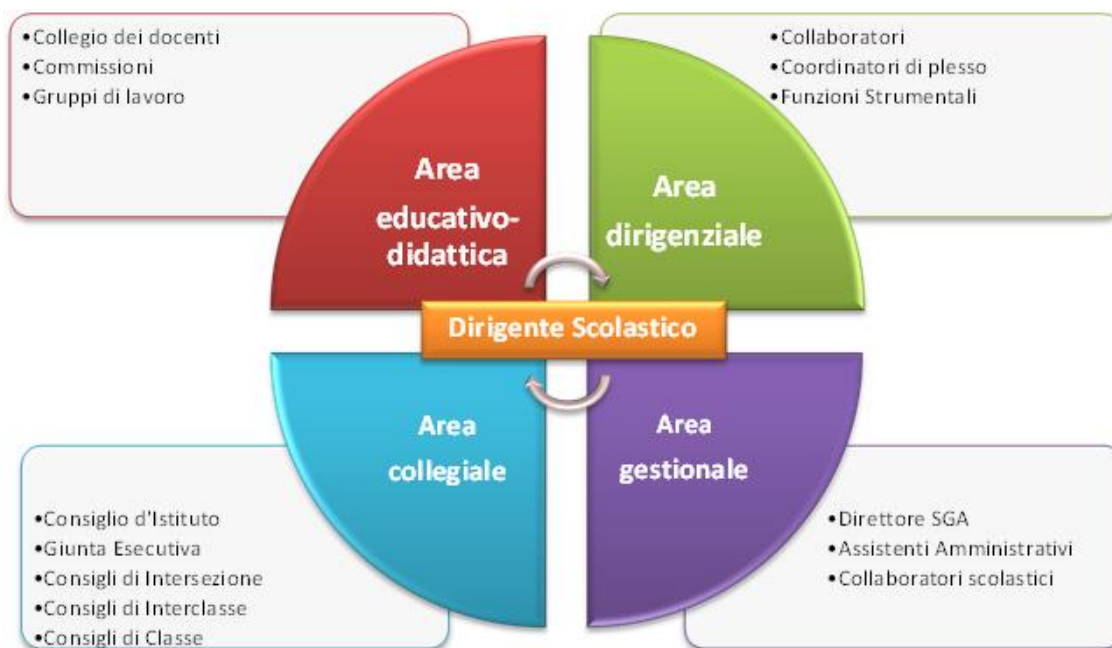 •Collegio dei docenti
•Commissioni
•Gruppi di lavoro
•Collaboratori
•Coordinatori di plesso
•Funzioni Strumentali
Area
educativo-
didattica
Area
dirigenziale
Dirigente Scolastico
Area
collegiale
Area
gestionale
•Consiglio d'Istituto
•Giunta Esecutiva
•Consigli di Intersezione
•Consigli di Interclasse
•Consigli di Classe
•Direttore SGA
•Assistenti Amministrativi
•Collaboratori scolastici